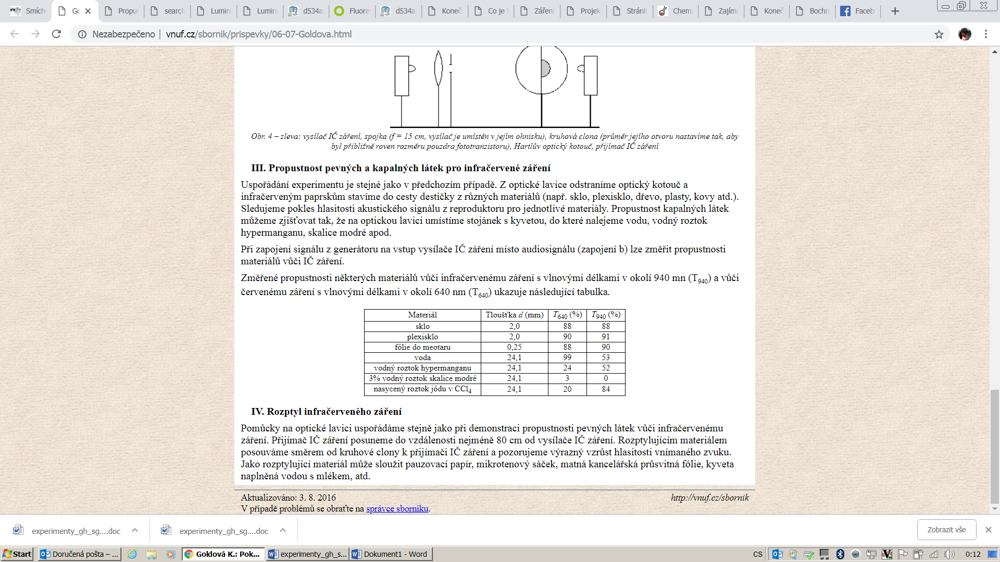 Smích
Go
Propus
search
Lumini
Lumin
d534a
Fluore
d534a
Koneč
Co je
Záření
Projek
Stránk
Chemi
Zajíma
Koneč
Bochn
Faceb
Nezabezpečeno | vnuf.cz/sbornik/prispevky/06-07-Goldova.html
Obr. 4 – zleva: vysílač IČ záření, spojka (f = 15 cm, vysílač je umístěn v jejím ohnisku), kruhová clona (průměr jejího otvoru nastavíme tak, aby
byl přibližně roven rozměru pouzdra fototranzistoru), Hartlův optický kotouč, přijímač IČ záření
III. Propustnost pevných a kapalných látek pro infračervené záření
Uspořádání experimentu je stejné jako v předchozím případě. Z optické lavice odstraníme optický kotouč a
infračerveným paprskům stavíme do cesty destičky z různých materiálů (např. sklo, plexisklo, dřevo, plasty, kovy atd.).
Sledujeme pokles hlasitosti akustického signálu z reproduktoru pro jednotlivé materiály. Propustnost kapalných látek
můžeme zjišťovat tak, že na optickou lavici umístíme stojánek s kyvetou, do které nalejeme vodu, vodný roztok
hypermanganu, skalice modré apod.
Při zapojení signálu z generátoru na vstup vysílače IČ záření místo audiosignálu (zapojení b) lze změřit propustnosti
materiálů vůči IČ záření.
Změřené propustnosti některých materiálů vůči infračervenému záření s vlnovými délkami v okolí 940 mn (T940) a vůči
červenému záření s vlnovými délkami v okolí 640 nm (T640) ukazuje následující tabulka.
Materiál Tloušťka d (mm) T640 (%) T940 (%)
sklo 2,0 88 88
plexisklo 2,0 90 91
fólie do meotaru 0,25 88 90
voda 24,1 99 53
vodný roztok hypermanganu 24,1 24 52
3% vodný roztok skalice modré 24,1 3 0
nasycený roztok jódu v CCl4 24,1 20 84
IV. Rozptyl infračerveného záření
Pomůcky na optické lavici uspořádáme stejně jako při demonstraci propustnosti pevných látek vůči infračervenému
záření. Přijímač IČ záření posuneme do vzdálenosti nejméně 80 cm od vysílače IČ záření. Rozptylujícím materiálem
posouváme směrem od kruhové clony k přijímači IČ záření a pozorujeme výrazný vzrůst hlasitosti vnímaného zvuku.
Jako rozptylující materiál může sloužit pauzovací papír, mikrotenový sáček, matná kancelářská průsvitná fólie, kyveta
naplněná vodou s mlékem, atd.
Aktualizováno: 3. 8. 2016 http://vnuf.cz/sbornik
V případě problémů se obraťte na správce sborníku.
experimenty_gh_sg....doc
experimenty_gh_sg....doc
Zobrazit vše
Start
Doručená pošta – ...
Goldová K.: Pok...
experimenty_gh_s...
Dokument1 - Word
CS
0:12